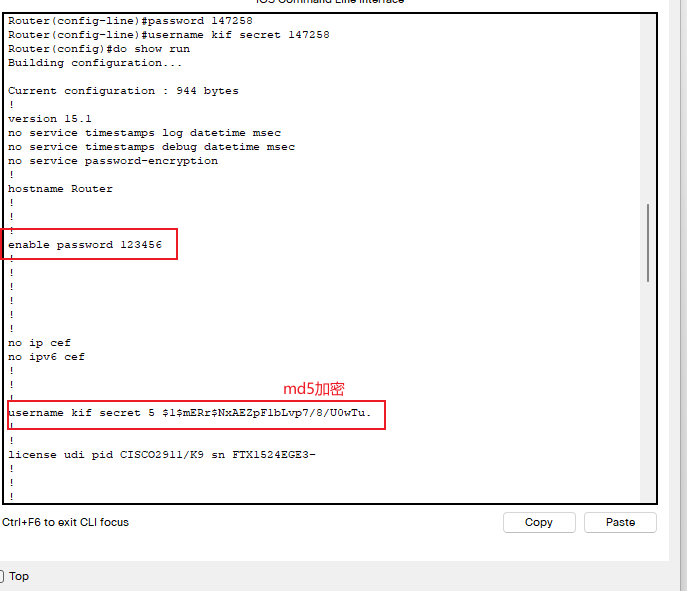 IOS Command Line Interface
Router(config-line)#password 147258
Router(config-line)#username kif secret 147258
Router(config)#do show run
Building configuration...
Current configuration : 944 bytes
!
version 15.1
no service timestamps log datetime msec
no service timestamps debug datetime msec
no service password-encryption
!
hostname Router
!
!
!
enable password 123456
!
!
!
!
!
!
no ip cef
no ipv6 cef
!
!
md5加密
!
username kif secret 5 $1$mERr$NxAEZpF1bLvp7/8/U0wTu.
!
!
license udi pid CISCO2911/K9 sn FTX1524EGE3-
!
!
!
Ctrl+F6 to exit CLI focus
Copy
Paste
Top